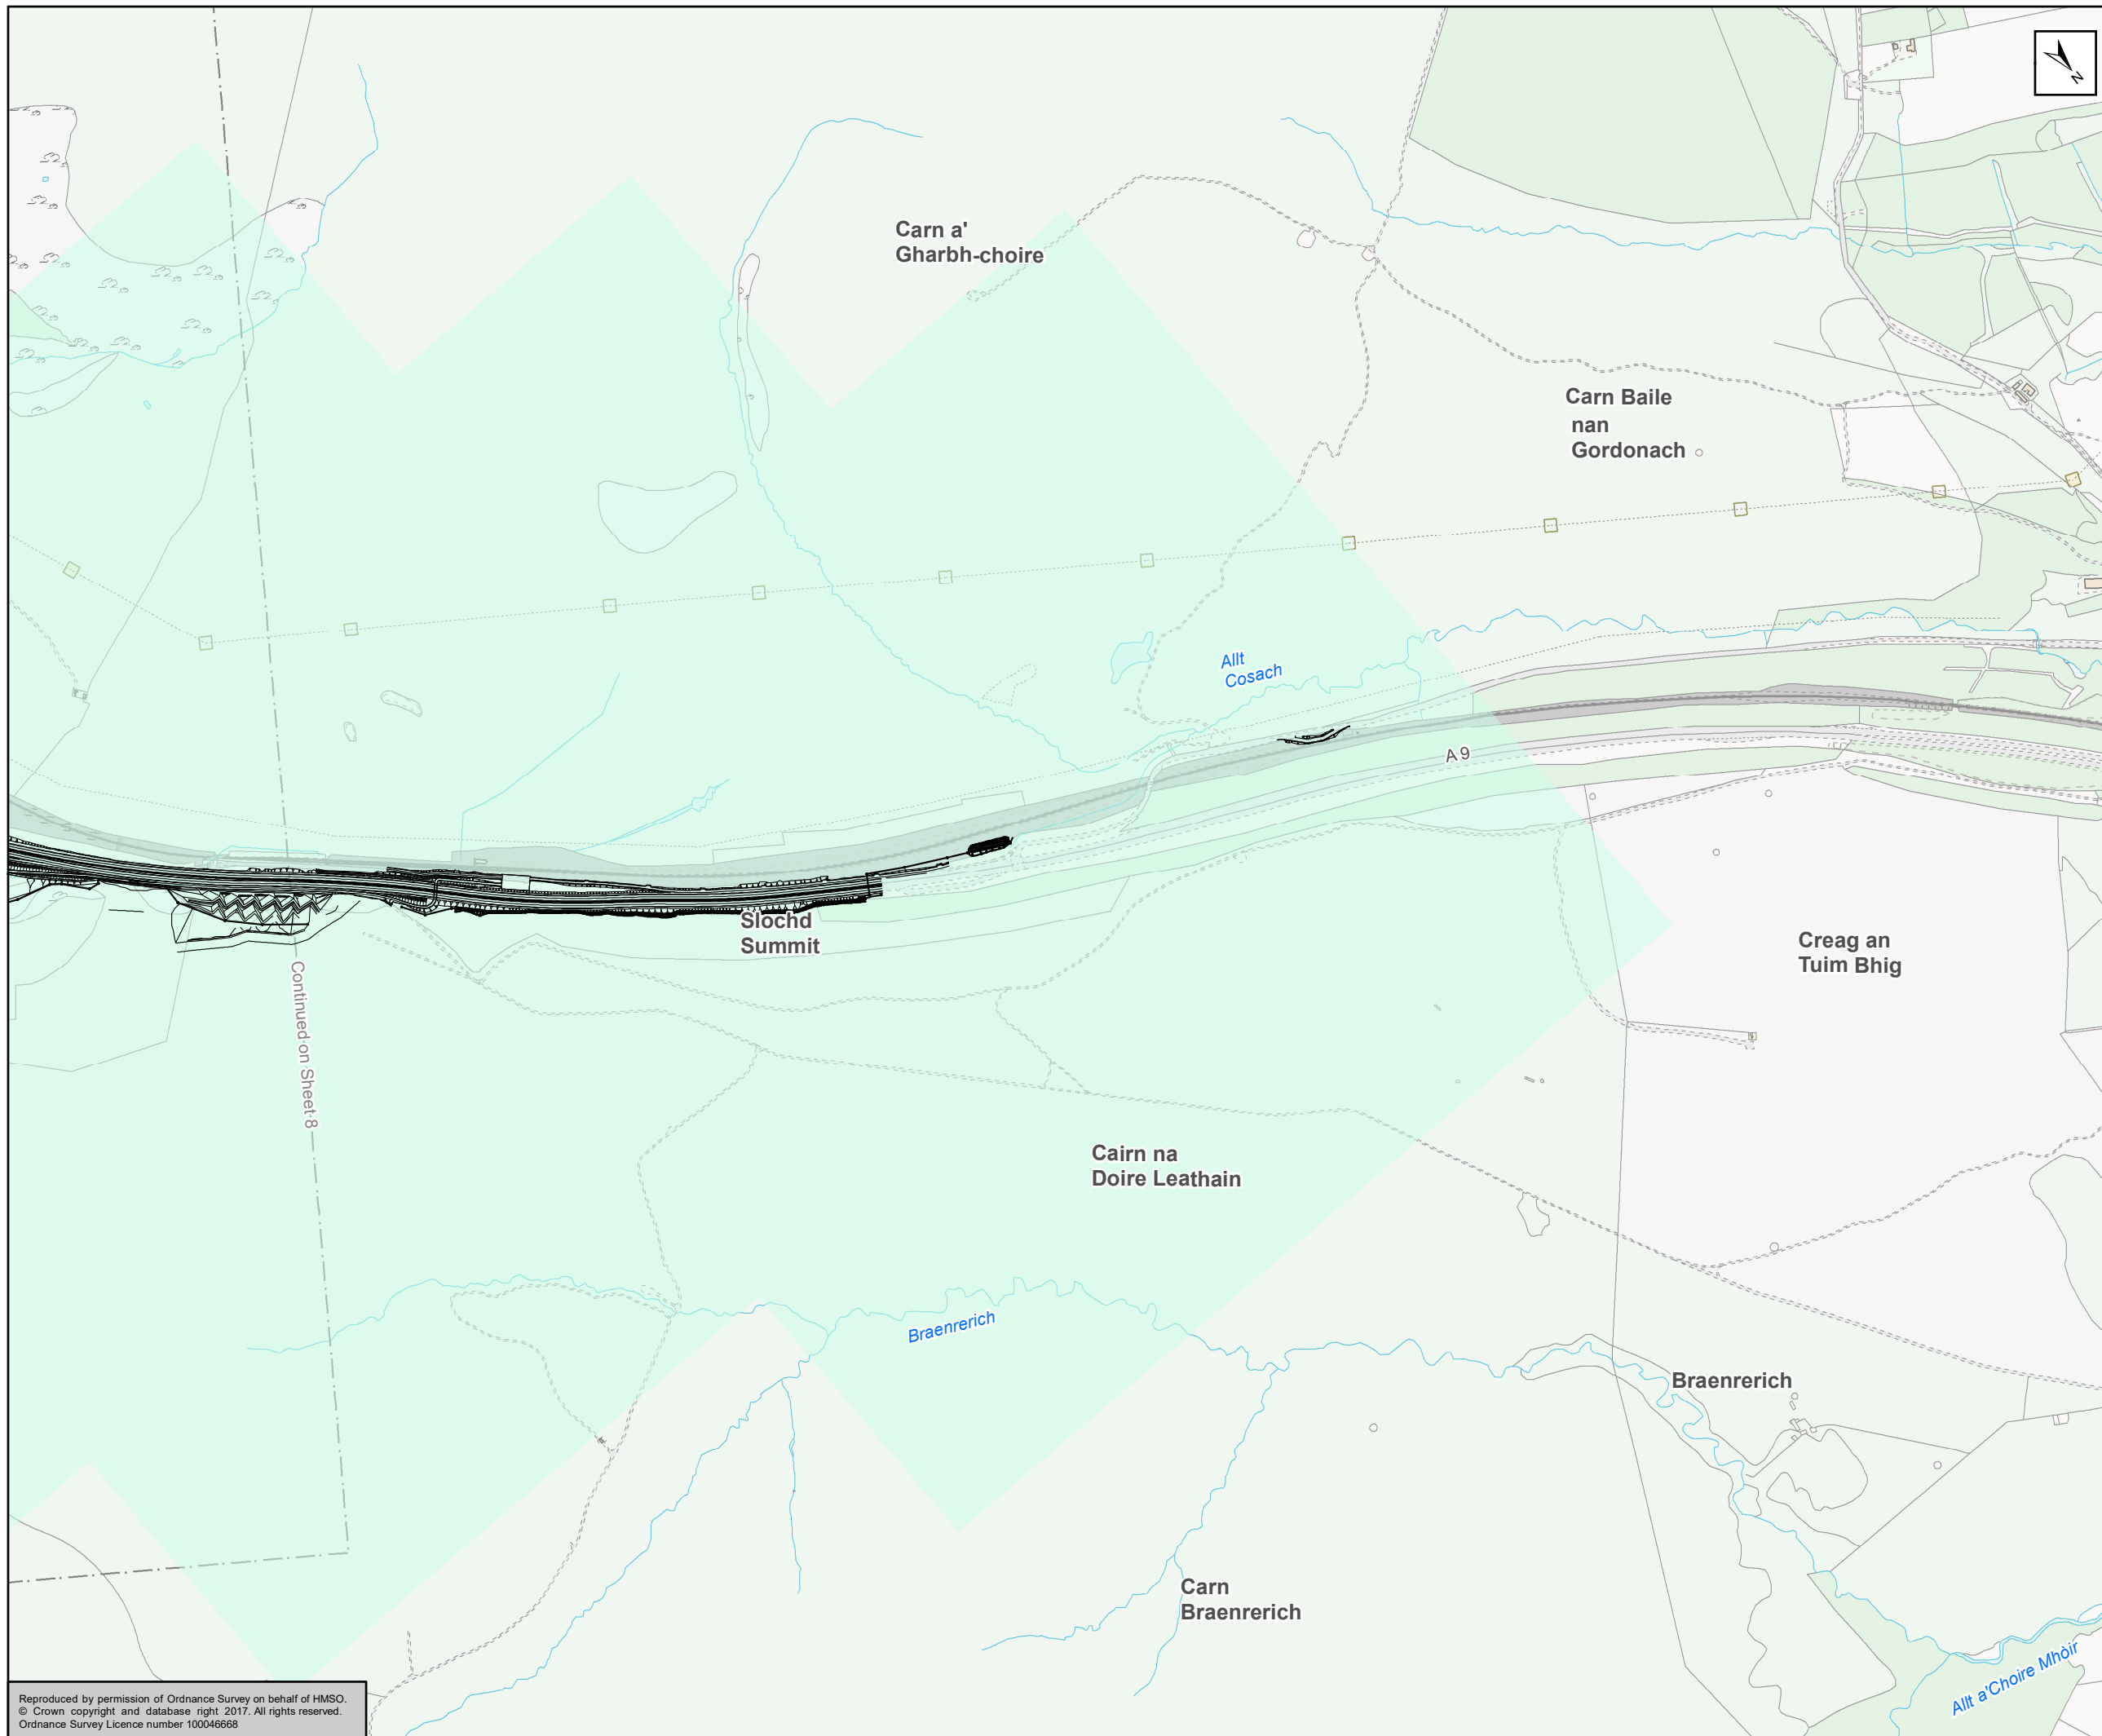 N
Carn a'
Gharbh-choire
Carn Baile
nan
Gordonach
Allt
Cosach
A 9
Slochd
Summit
Creag an
Tuim Bhig
Continued on Sheet 8
Cairn na
Doire Leathain
Braenrerich
Braenrerich
Carn
Braenrerich
Allt a'Choire Mhòir
Reproduced by permission of Ordnance Survey on behalf of HMSO.
© Crown copyright and database right 2017. All rights reserved.
Ordnance Survey Licence number 100046668